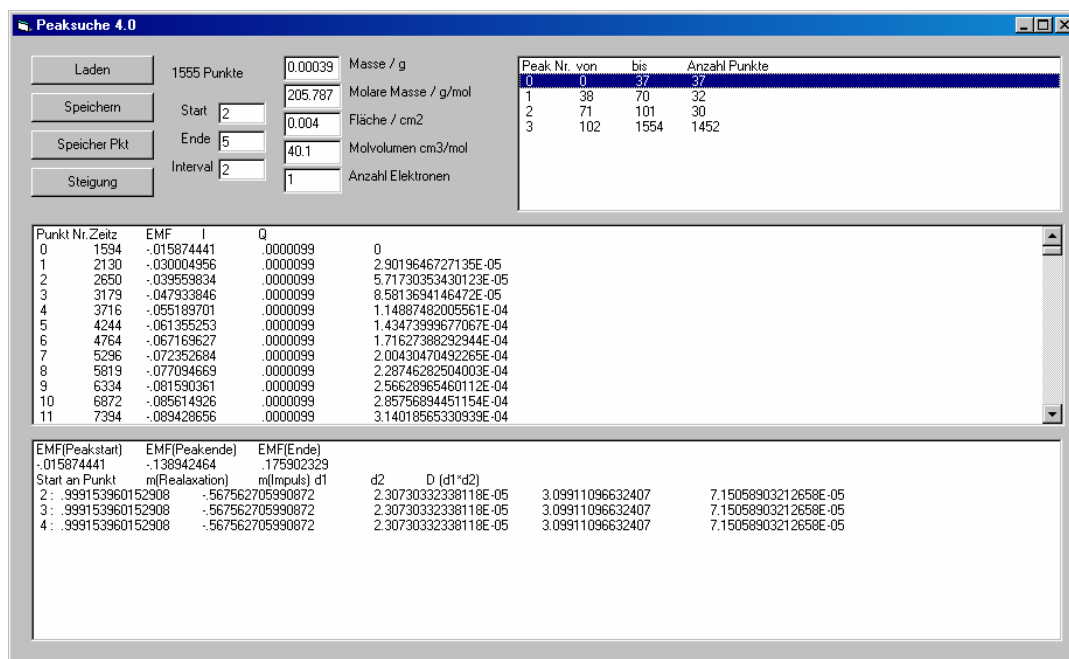 Peaksuche 4.0
Laden
Speichern
Speicher Pkt
Steigung
1555 Punkte
Start 2
Ende 5
Interval 2
0.00039 Masse / g
205.787 Molare Masse / g/mol
0.004 Fläche / cm2
40.1 Molvolumen cm3/mol
1 Anzahl Elektronen
Peak Nr. von bis Anzahl Punkte
0 0 37 37
1 38 70 32
2 71 101 30
3 102 1554 1452
Punkt Nr.Zeitz EMF I Q
0 1594 -.015874441 .0000099 0
1 2130 -.030004956 .0000099 2.9019646727135E-05
2 2650 -.039559834 .0000099 5.71730353430123E-05
3 3179 -.047933846 .0000099 8.5813694146472E-05
4 3716 -.055189701 .0000099 1.14887482005561E-04
5 4244 -.061355253 .0000099 1.43473999677067E-04
6 4764 -.067169627 .0000099 1.71627388292944E-04
7 5296 -.072352684 .0000099 2.00430470492265E-04
8 5819 -.077094669 .0000099 2.28746282504003E-04
9 6334 -.081590361 .0000099 2.56628965460112E-04
10 6872 -.085614926 .0000099 2.85756894451154E-04
11 7394 -.089428656 .0000099 3.14018565330939E-04
EMF(Peakstart) EMF(Peakende) EMF(Ende)
-.015874441 -.138942464 .175902329
Start an Punkt m(Realaxation) m(Impuls) d1 d2 D (d1*d2)
2 : .999153960152908 -.567562705990872 2.30730332338118E-05 3.09911096632407 7.15058903212658E-05
3 : .999153960152908 -.567562705990872 2.30730332338118E-05 3.09911096632407 7.15058903212658E-05
4 : .999153960152908 -.567562705990872 2.30730332338118E-05 3.09911096632407 7.15058903212658E-05